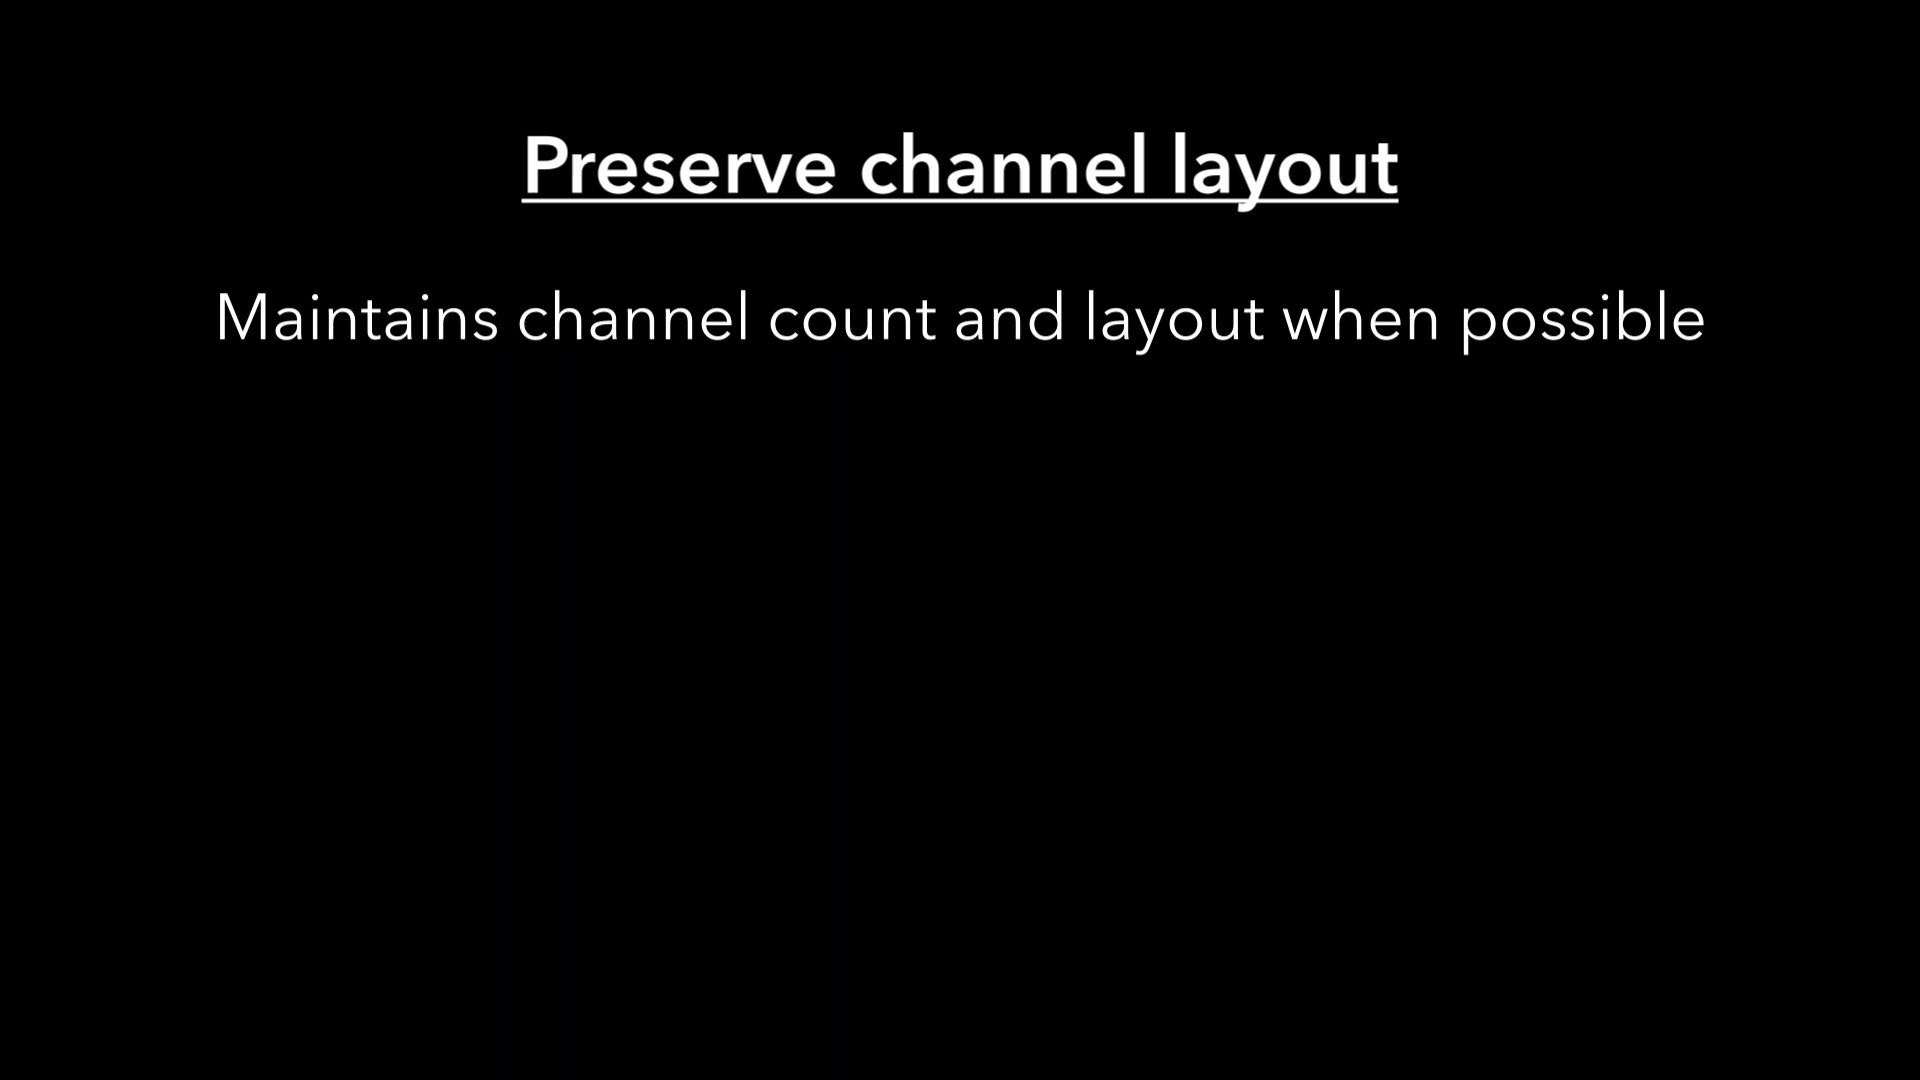 Preserve channel layout
Maintains channel count and layout when possible